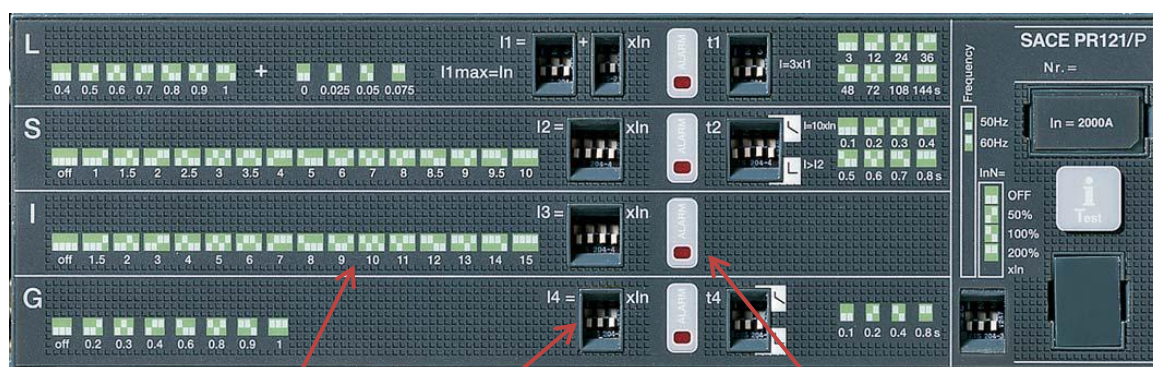 L
I1 = + xIn
I1max=In
0.4 0.5 0.6 0.7 0.8 0.9 1 + 0 0.025 0.05 0.075
ALARM
t1
I=3xI1
3 12 24 36
48 72 108 144 s
S
I2 = xIn
off 1 1.5 2 2.5 3 3.5 4 5 6 7 8 8.5 9 9.5 10
204-4
ALARM
t2
204-4
I=10xIn
I>I2
0.1 0.2 0.3 0.4
0.5 0.6 0.7 0.8 s
I
I3 = xIn
off 1.5 2 3 4 5 6 7 8 9 10 11 12 13 14 15
204-4
ALARM
G
I4 = xIn
off 0.2 0.3 0.4 0.6 0.8 0.9 1
ALARM
t4
0.1 0.2 0.4 0.8 s
Frequency
50Hz
60Hz
InN=
OFF
50%
100%
200%
xIn
SACE PR121/P
Nr. =
In = 2000A
i
Test